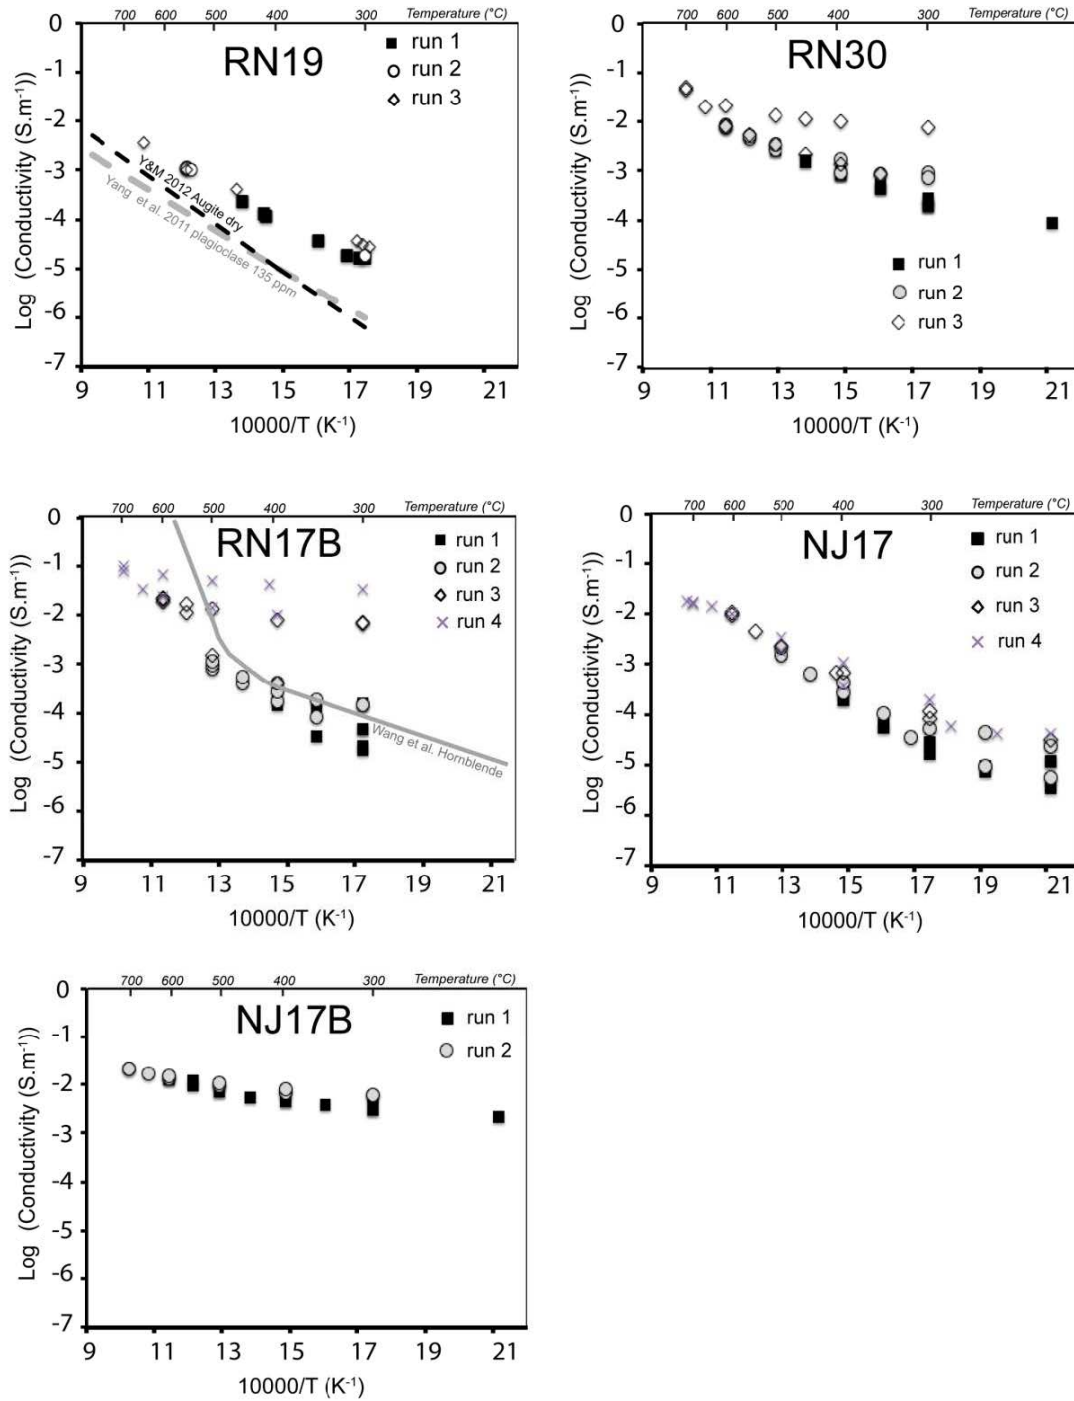 700 600 500 400 300 Temperature (°C)
RN19
run 1
run 2
run 3
Y&M 2012 Augite dry
Yang et al. 2011 plagioclase 135 ppm
Log (Conductivity (S.m⁻¹))
0
-1
-2
-3
-4
-5
-6
-7
9 11 13 15 17 19 21
10000/T (K⁻¹)
700 600 500 400 300 Temperature (°C)
RN30
run 1
run 2
run 3
Log (Conductivity (S.m⁻¹))
0
-1
-2
-3
-4
-5
-6
-7
9 11 13 15 17 19 21
10000/T (K⁻¹)
700 600 500 400 300 Temperature (°C)
RN17B
run 1
run 2
run 3
run 4
Wang et al. Hornblende
Log (Conductivity (S.m⁻¹))
0
-1
-2
-3
-4
-5
-6
-7
9 11 13 15 17 19 21
10000/T (K⁻¹)
700 600 500 400 300 Temperature (°C)
NJ17
run 1
run 2
run 3
run 4
Log (Conductivity (S.m⁻¹))
0
-1
-2
-3
-4
-5
-6
-7
9 11 13 15 17 19 21
10000/T (K⁻¹)
700 600 500 400 300 Temperature (°C)
NJ17B
run 1
run 2
Log (Conductivity (S.m⁻¹))
0
-1
-2
-3
-4
-5
-6
-7
9 11 13 15 17 19 21
10000/T (K⁻¹)